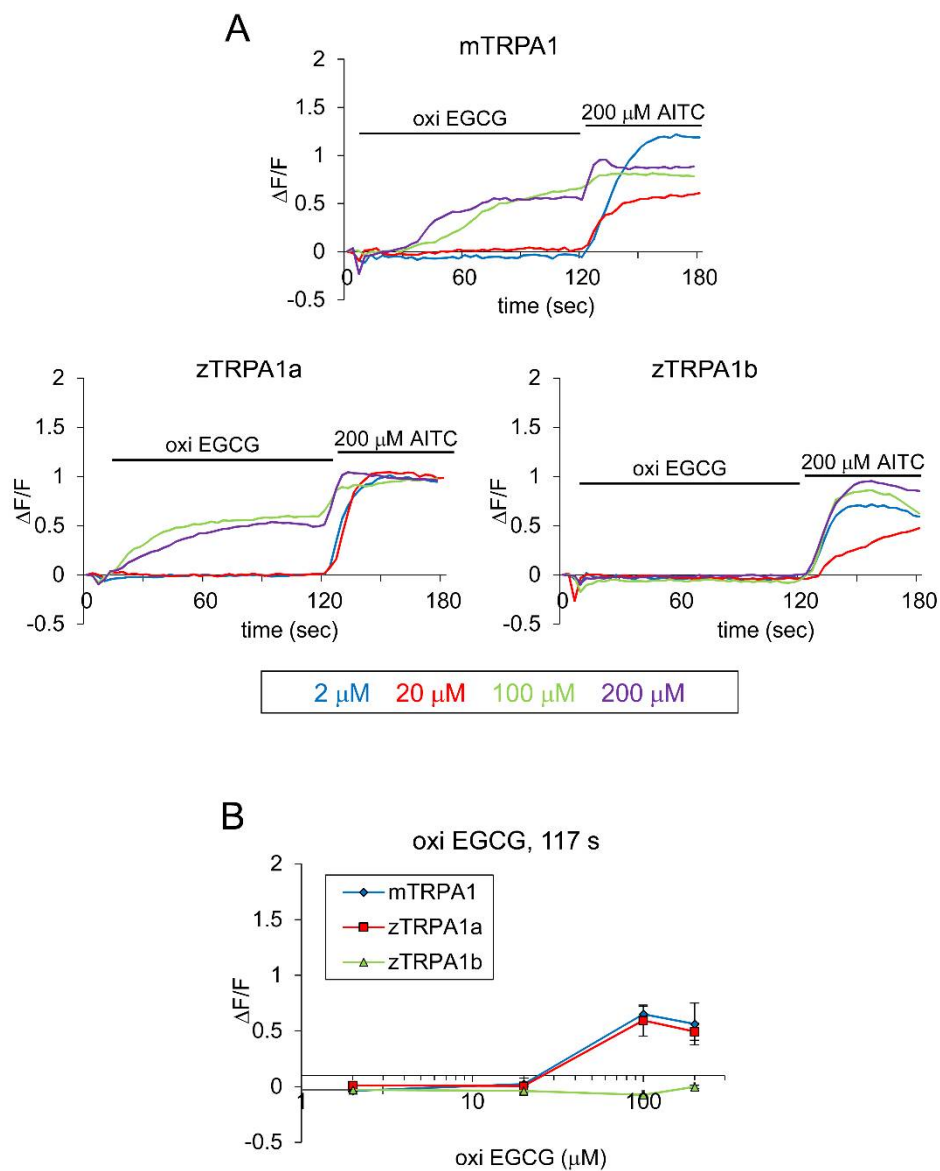 A
mTRPA1
2
1.5
oxi EGCG
200 μM AITC
1
ΔF/F
0.5
0
0 60 120 180
-0.5
time (sec)
zTRPA1a
2
1.5
oxi EGCG
200 μM AITC
1
ΔF/F
0.5
0
0 60 120 180
-0.5
time (sec)
zTRPA1b
2
1.5
oxi EGCG
200 μM AITC
1
ΔF/F
0.5
0
0 60 120 180
-0.5
time (sec)
2 μM 20 μM 100 μM 200 μM
B
oxi EGCG, 117 s
2
mTRPA1
zTRPA1a
zTRPA1b
1.5
1
ΔF/F
0.5
0
1 10 100
-0.5
oxi EGCG (μM)